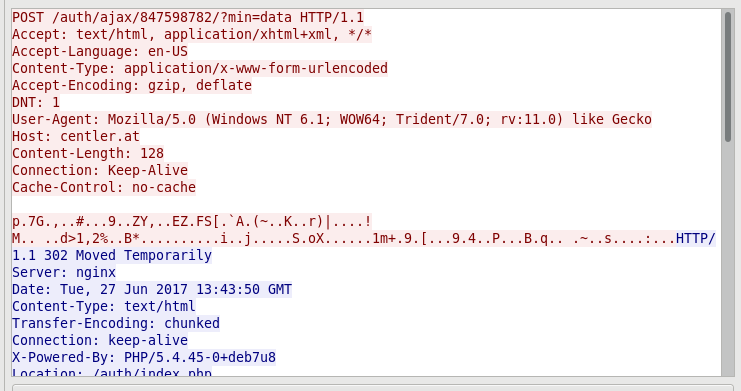 POST /auth/ajax/847598782/?min=data HTTP/1.1
Accept: text/html, application/xhtml+xml, */*
Accept-Language: en-US
Content-Type: application/x-www-form-urlencoded
Accept-Encoding: gzip, deflate
DNT: 1
User-Agent: Mozilla/5.0 (Windows NT 6.1; WOW64; Trident/7.0; rv:11.0) like Gecko
Host: centler.at
Content-Length: 128
Connection: Keep-Alive
Cache-Control: no-cache
p.7G.,..#...9..ZY,..EZ.FS[.`A.(~..K..r)|....!
M.. ..d>1,2%..B*..........i..j.....S.oX......1m+.9.[...9.4..P...B.q.. .~..s....:...HTTP/
1.1 302 Moved Temporarily
Server: nginx
Date: Tue, 27 Jun 2017 13:43:50 GMT
Content-Type: text/html
Transfer-Encoding: chunked
Connection: keep-alive
X-Powered-By: PHP/5.4.45-0+deb7u8
Location: /auth/index.php